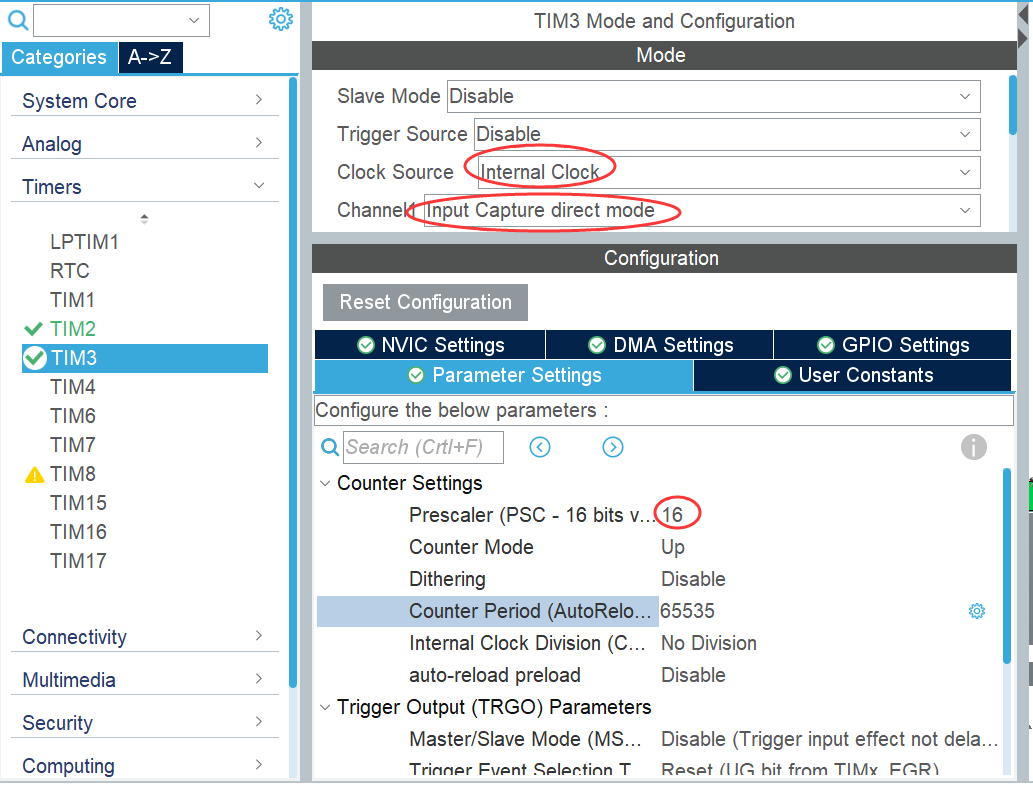 TIM3 Mode and Configuration
Categories A->Z
Mode
System Core
Analog
Timers
LPTIM1
RTC
TIM1
TIM2
TIM3
TIM4
TIM6
TIM7
TIM8
TIM15
TIM16
TIM17
Connectivity
Multimedia
Security
Computing
Slave Mode Disable
Trigger Source Disable
Clock Source Internal Clock
Channel1 Input Capture direct mode
Configuration
Reset Configuration
NVIC Settings DMA Settings GPIO Settings
Parameter Settings User Constants
Configure the below parameters :
Search (CrtI+F)
Counter Settings
Prescaler (PSC - 16 bits v... 16
Counter Mode Up
Dithering Disable
Counter Period (AutoRelo... 65535
Internal Clock Division (C... No Division
auto-reload preload Disable
Trigger Output (TRGO) Parameters
Master/Slave Mode (MS... Disable (Trigger input effect not dela...
Trigger Event Selection T Reset (UG bit from TIMx_EGR)